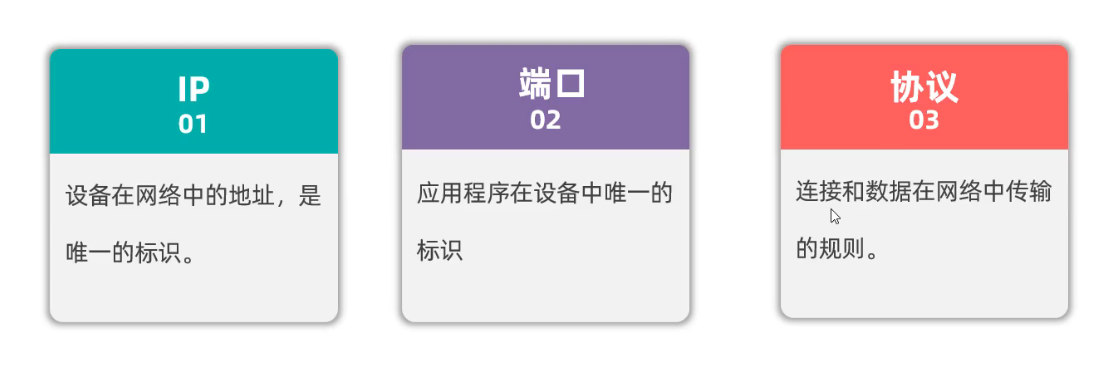 IP
01
设备在网络中的地址，是
唯一的标识。
端口
02
应用程序在设备中唯一的
标识
协议
03
连接和数据在网络中传输
的规则。